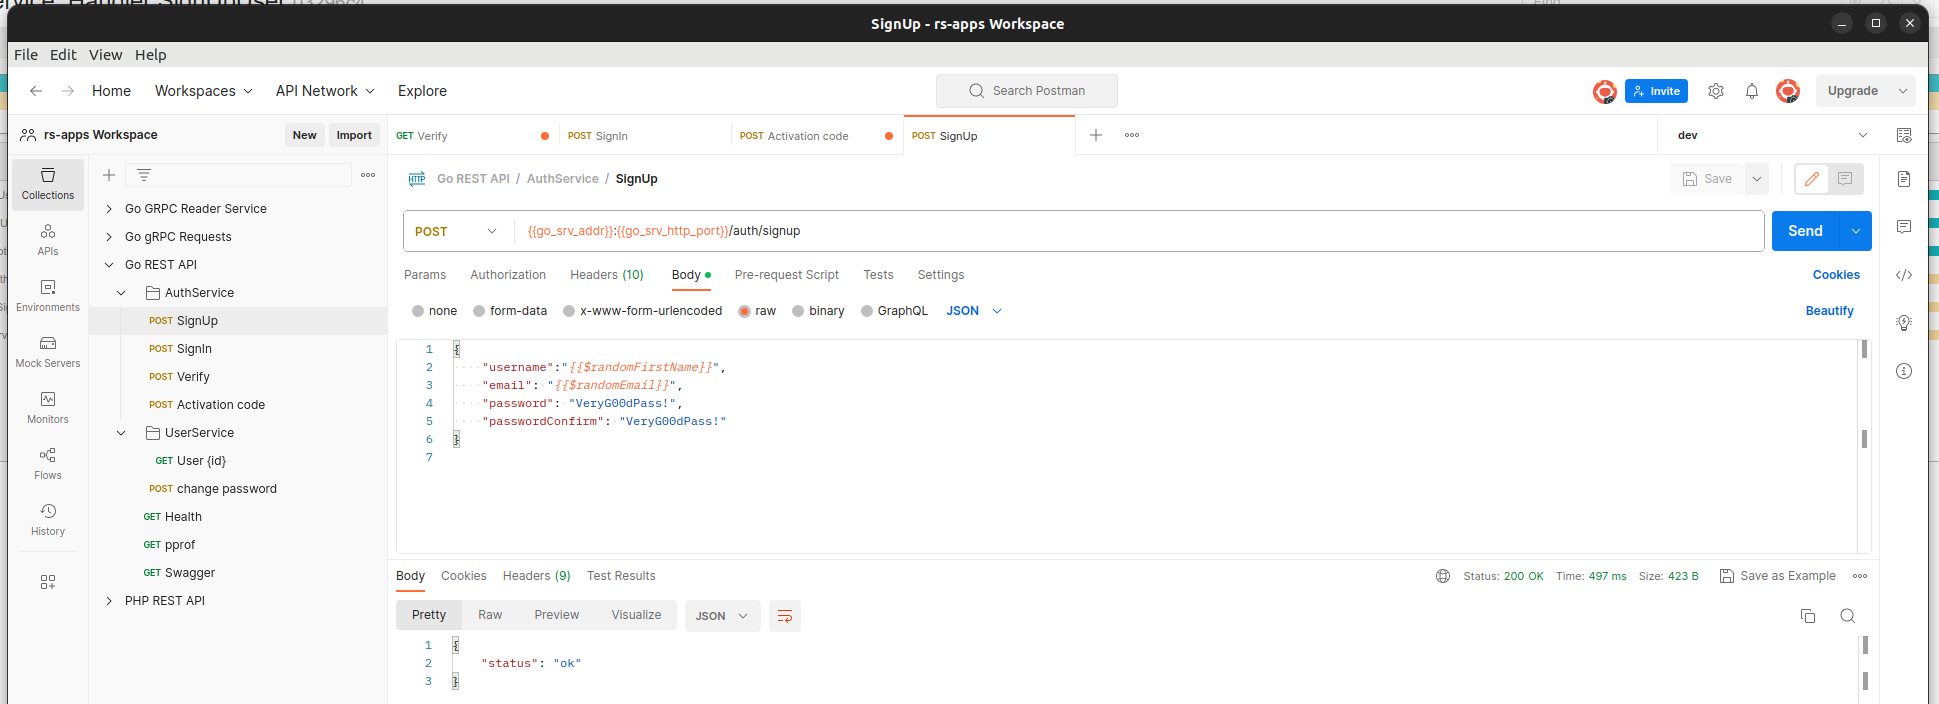 SignUp - rs-apps Workspace
File Edit View Help
Home Workspaces API Network Explore
Search Postman
Invite
Upgrade
rs-apps Workspace
New Import
GET Verify
POST SignIn
POST Activation code
POST SignUp
dev
Collections
APIs
Environments
Mock Servers
Monitors
Flows
History
Go GRPC Reader Service
Go gRPC Requests
Go REST API
AuthService
POST SignUp
POST SignIn
POST Verify
POST Activation code
UserService
GET User {id}
POST change password
GET Health
GET pprof
GET Swagger
PHP REST API
Go REST API / AuthService / SignUp
Save
POST {{go_srv_addr}}:{{go_srv_http_port}}/auth/signup
Send
Params Authorization Headers (10) Body Pre-request Script Tests Settings
Cookies
none form-data x-www-form-urlencoded raw binary GraphQL JSON
Beautify
1 {
2 "username":"{{$randomFirstName}}",
3 "email": "{{$randomEmail}}",
4 "password": "VeryG00dPass!",
5 "passwordConfirm": "VeryG00dPass!"
6 }
7
Body Cookies Headers (9) Test Results
Status: 200 OK Time: 497 ms Size: 423 B Save as Example
Pretty Raw Preview Visualize JSON
1 {
2 "status": "ok"
3 }